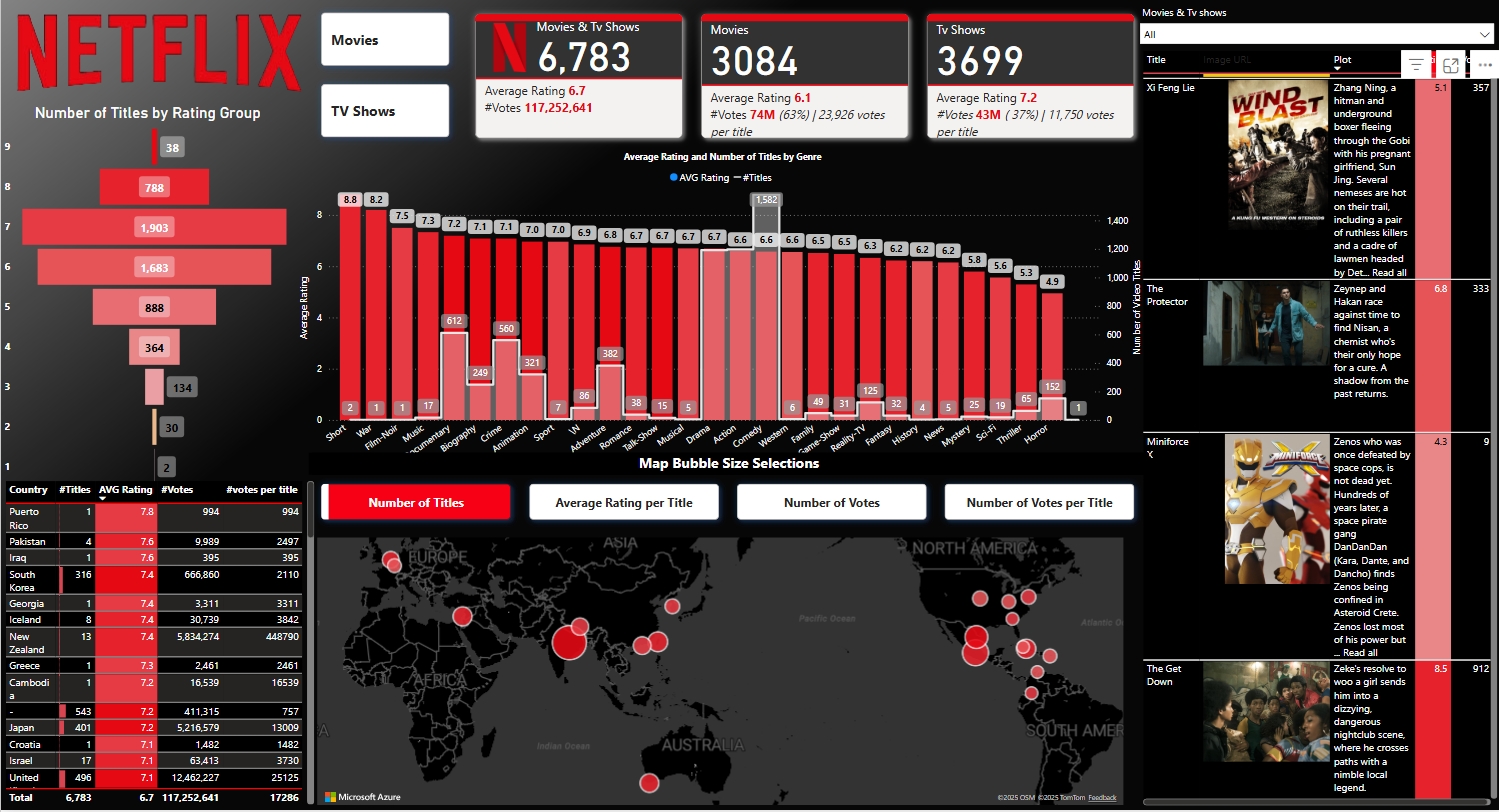 NETFLIX
Movies
TV Shows
N
Movies & Tv Shows
6,783
Average Rating 6.7
#Votes 117,252,641
Movies
3084
Average Rating 6.1
#Votes 74M (63%) | 23,926 votes
per title
Tv Shows
3699
Average Rating 7.2
#Votes 43M ( 37%) | 11,750 votes
per title
Number of Titles by Rating Group
9 38
8 788
7 1,903
6 1,683
5 888
4 364
3 134
2 30
1 2
Average Rating and Number of Titles by Genre
AVG Rating #Titles
Average Rating
8
6
4
2
0
8.8 8.2 7.5 7.3 7.2 7.1 7.1 7.0 7.0 6.9 6.8 6.7 6.7 6.7 6.7 6.6 6.6 6.6 6.5 6.5 6.3 6.2 6.2 6.2 5.8 5.6 5.3 4.9
2 1 1 17 612 249 560 321 7 86 382 38 15 5 1,582 6 49 31 125 32 4 5 25 19 65 152 1
1,400
1,200
1,000
800
600
400
200
0
Number of Video Titles
Short War Film-Noir Music ocumentary Biography Crime Animation Sport \N Adventure Romance Talk-Show Musical Drama Action Comedy Western Family Game-Show Reality-TV Fantasy History News Mystery Sci-Fi Thriller Horror
Map Bubble Size Selections
Number of Titles
Average Rating per Title
Number of Votes
Number of Votes per Title
Country #Titles AVG Rating #Votes #votes per title
Puerto
Rico 1 7.8 994 994
Pakistan 4 7.6 9,989 2497
Iraq 1 7.6 395 395
South
Korea 316 7.4 666,860 2110
Georgia 1 7.4 3,311 3311
Iceland 8 7.4 30,739 3842
New
Zealand 13 7.4 5,834,274 448790
Greece 1 7.3 2,461 2461
Cambodi
a 1 7.2 16,539 16539
- 543 7.2 411,315 757
Japan 401 7.2 5,216,579 13009
Croatia 1 7.1 1,482 1482
Israel 17 7.1 63,413 3730
United 496 7.1 12,462,227 25125
Total 6,783 6.7 117,252,641 17286
EUROPE
ASIA
NORTH AMERICA
Pacific Ocean
Atlantic O
AFRICA
A
Indian Ocean
AUSTRALIA
SOUTH AMER
Microsoft Azure
©2025 OSM ©2025 TomTom Feedback
Movies & Tv shows
All
Title Image URL Plot
Xi Feng Lie
WIND
BLAST
A KUNG FU WESTERN ON STEROIDS
Zhang Ning, a
hitman and
underground
boxer fleeing
through the Gobi
with his pregnant
girlfriend, Sun
Jing. Several
nemeses are hot
on their trail,
including a pair
of ruthless killers
and a cadre of
lawmen headed
by Det... Read all
5.1 357
The
Protector
Zeynep and
Hakan race
against time to
find Nisan, a
chemist who's
their only hope
for a cure. A
shadow from the
past returns.
6.8 333
Miniforce
X
MINIFORCE
X
Zenos who was
once defeated by
space cops, is
not dead yet.
Hundreds of
years later, a
space pirate
gang
DanDanDan
(Kara, Dante, and
Dancho) finds
Zenos being
confined in
Asteroid Crete.
Zenos lost most
of his power but
... Read all
4.3 9
The Get
Down
Zeke's resolve to
woo a girl sends
him into a
dizzying,
dangerous
nightclub scene,
where he crosses
paths with a
nimble local
legend.
8.5 912